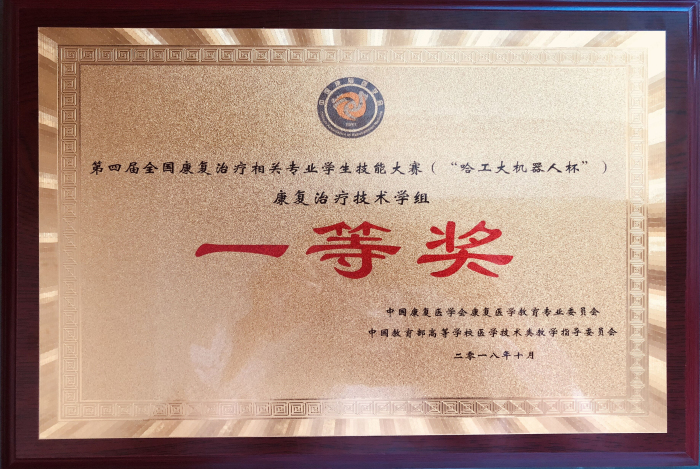 第四届全国康复治疗相关专业学生技能大赛（“哈工大机器人杯”）
康复治疗技术学组
一等奖
中国康复医学会康复医学教育专业委员会
中国教育部高等学校医学技术类教学指导委员会
二零一八年十月